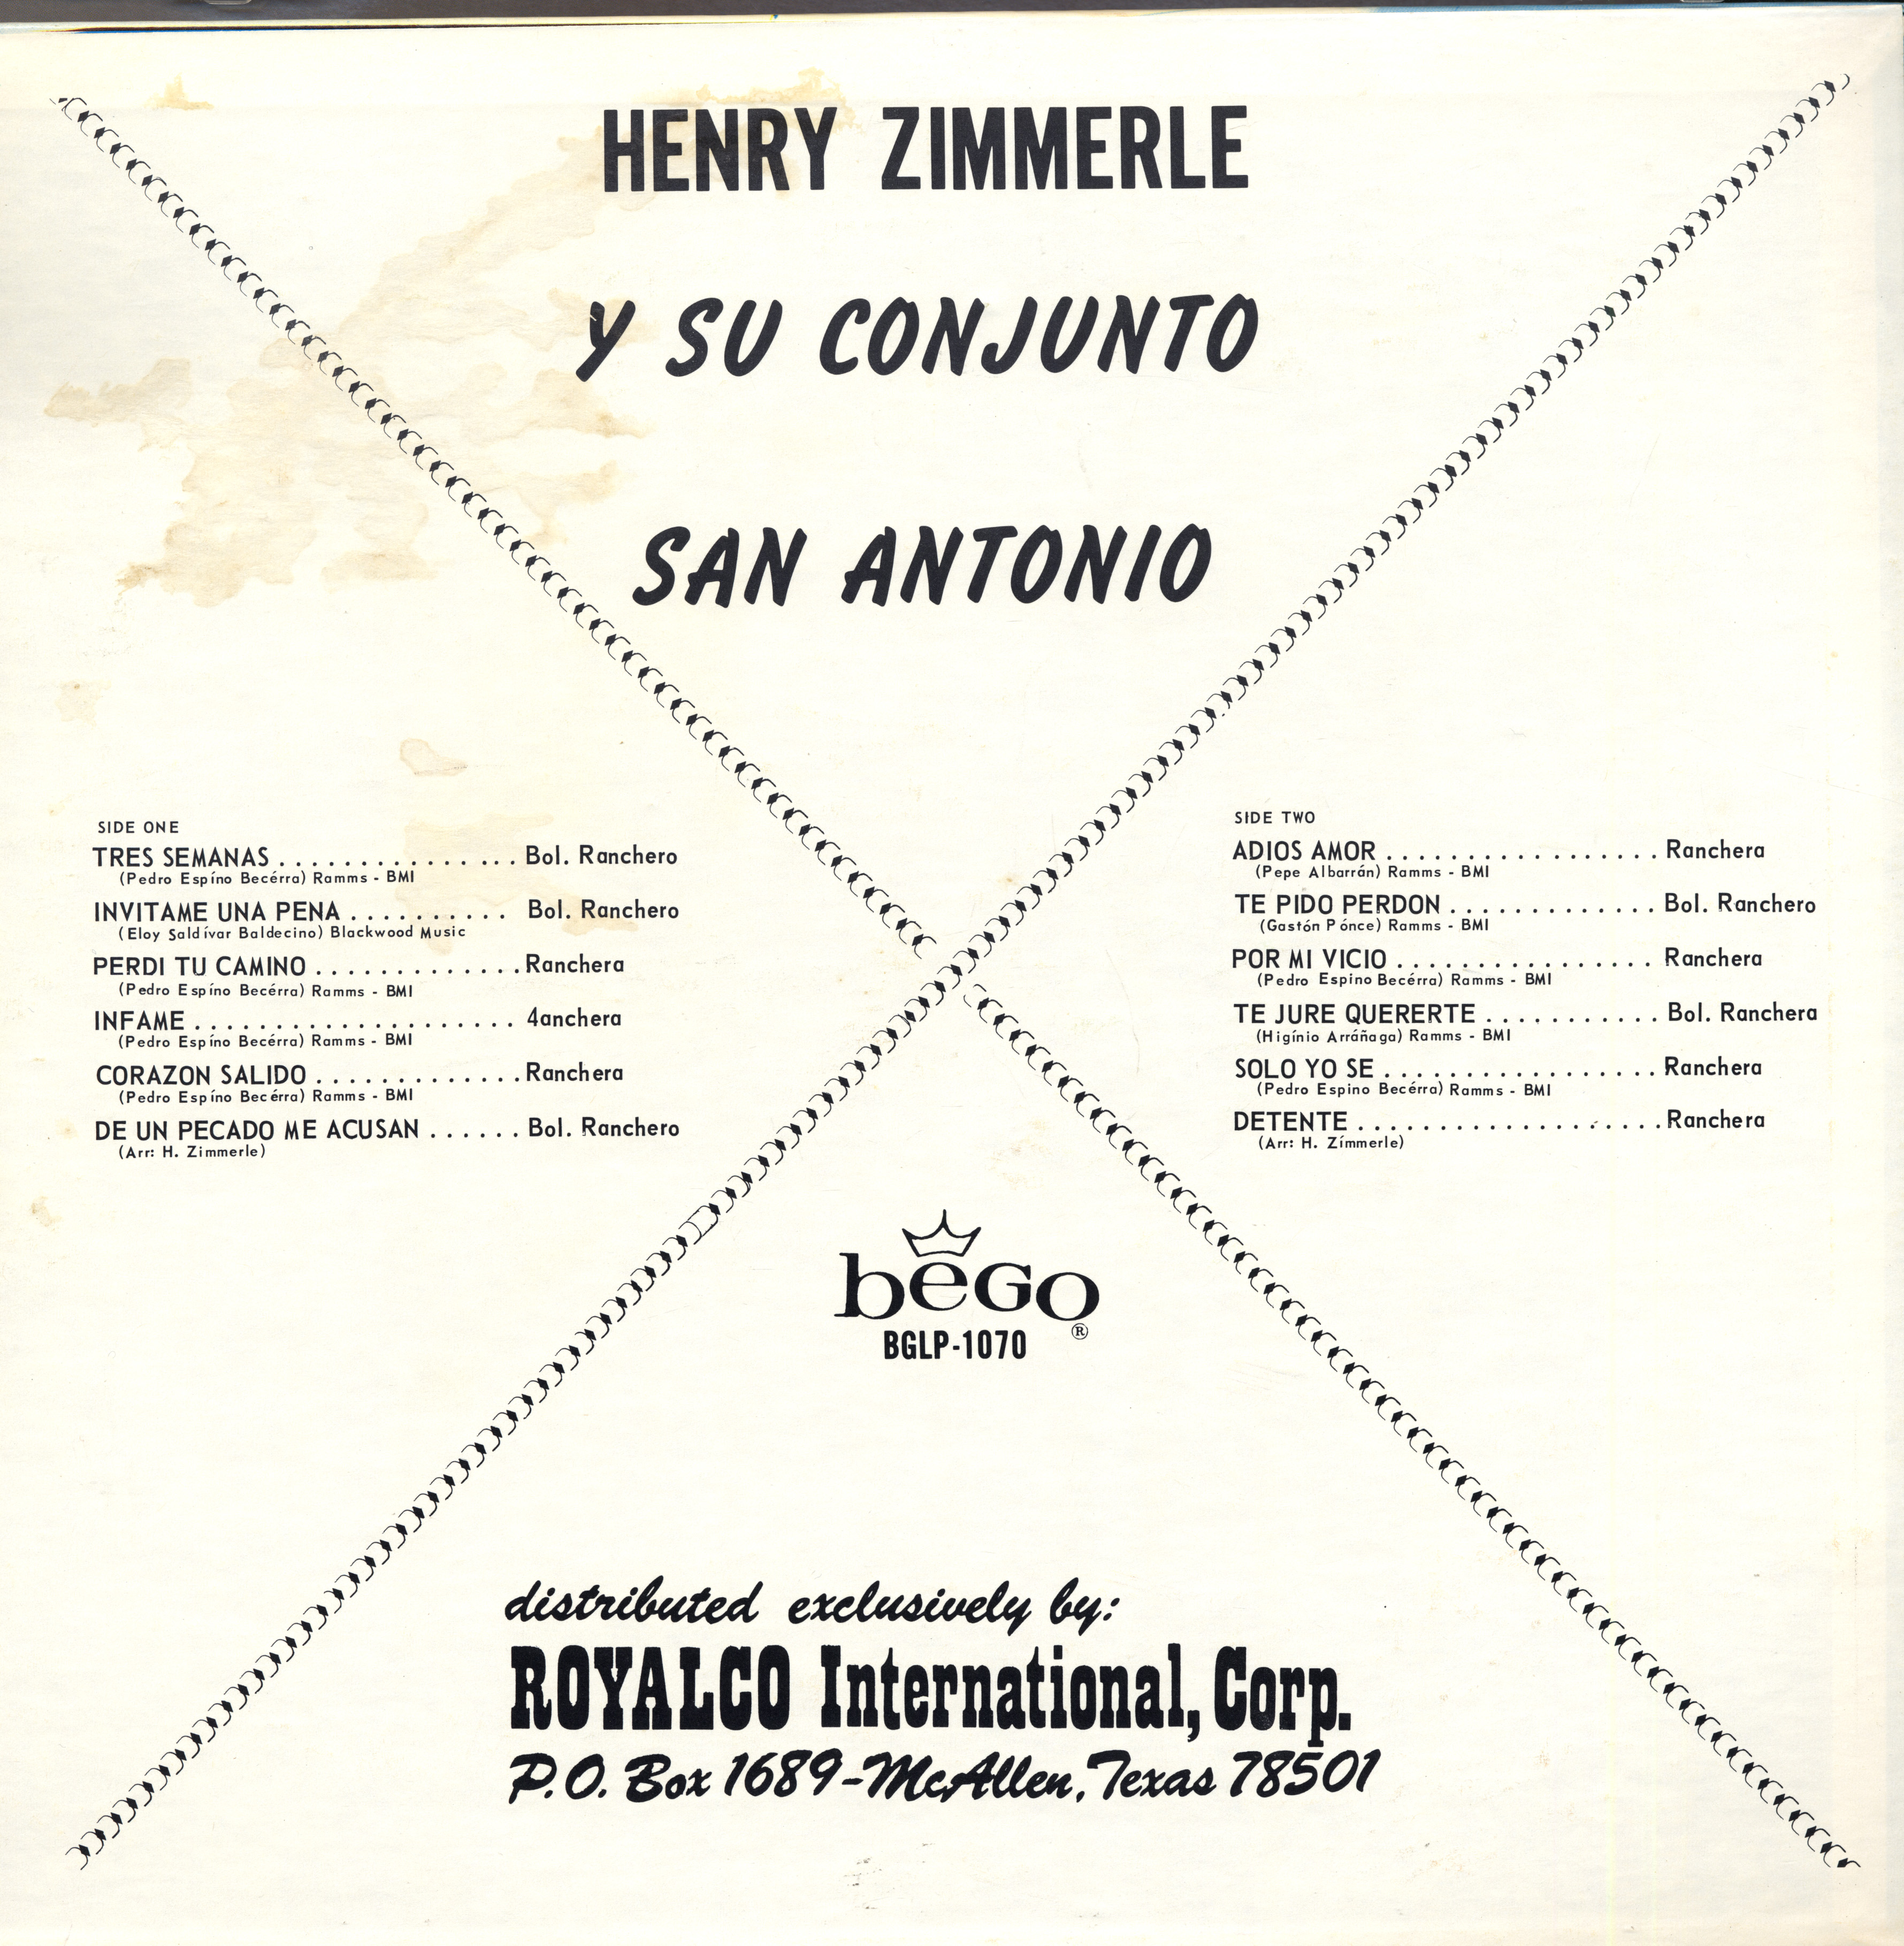 HENRY ZIMMERLE
Y SU CONJUNTO
SAN ANTONIO
SIDE ONE
TRES SEMANAS . . . . . . . . . . . . . . . . . . Bol. Ranchero
(Pedro Espíno Becérra) Ramms - BMI
INVITAME UNA PENA . . . . . . . . . . Bol. Ranchero
(Eloy Saldívar Baldecino) Blackwood Music
PERDI TU CAMINO . . . . . . . . . . . . . Ranchera
(Pedro Espíno Becérra) Ramms - BMI
INFAME . . . . . . . . . . . . . . . . . . . . 4anchera
(Pedro Espíno Becérra) Ramms - BMI
CORAZON SALIDO . . . . . . . . . . . . . Ranchera
(Pedro Espíno Becérra) Ramms - BMI
DE UN PECADO ME ACUSAN . . . . . . Bol. Ranchero
(Arr: H. Zimmerle)
SIDE TWO
ADIOS AMOR . . . . . . . . . . . . . . . . . Ranchera
(Pepe Albarrán) Ramms - BMI
TE PIDO PERDON . . . . . . . . . . . . . Bol. Ranchero
(Gastón Pónce) Ramms - BMI
POR MI VICIO . . . . . . . . . . . . . . . . Ranchera
(Pedro Espino Becérra) Ramms - BMI
TE JURE QUERERTE . . . . . . . . . . . Bol. Ranchera
(Higínio Arráñaga) Ramms - BMI
SOLO YO SE . . . . . . . . . . . . . . . . . Ranchera
(Pedro Espino Becérra) Ramms - BMI
DETENTE . . . . . . . . . . . . . . . . . . . Ranchera
(Arr: H. Zímmerle)
beGo
®
BGLP-1070
distributed exclusively by:
ROYALCO International, Corp.
P.O. Box 1689-McAllen, Texas 78501